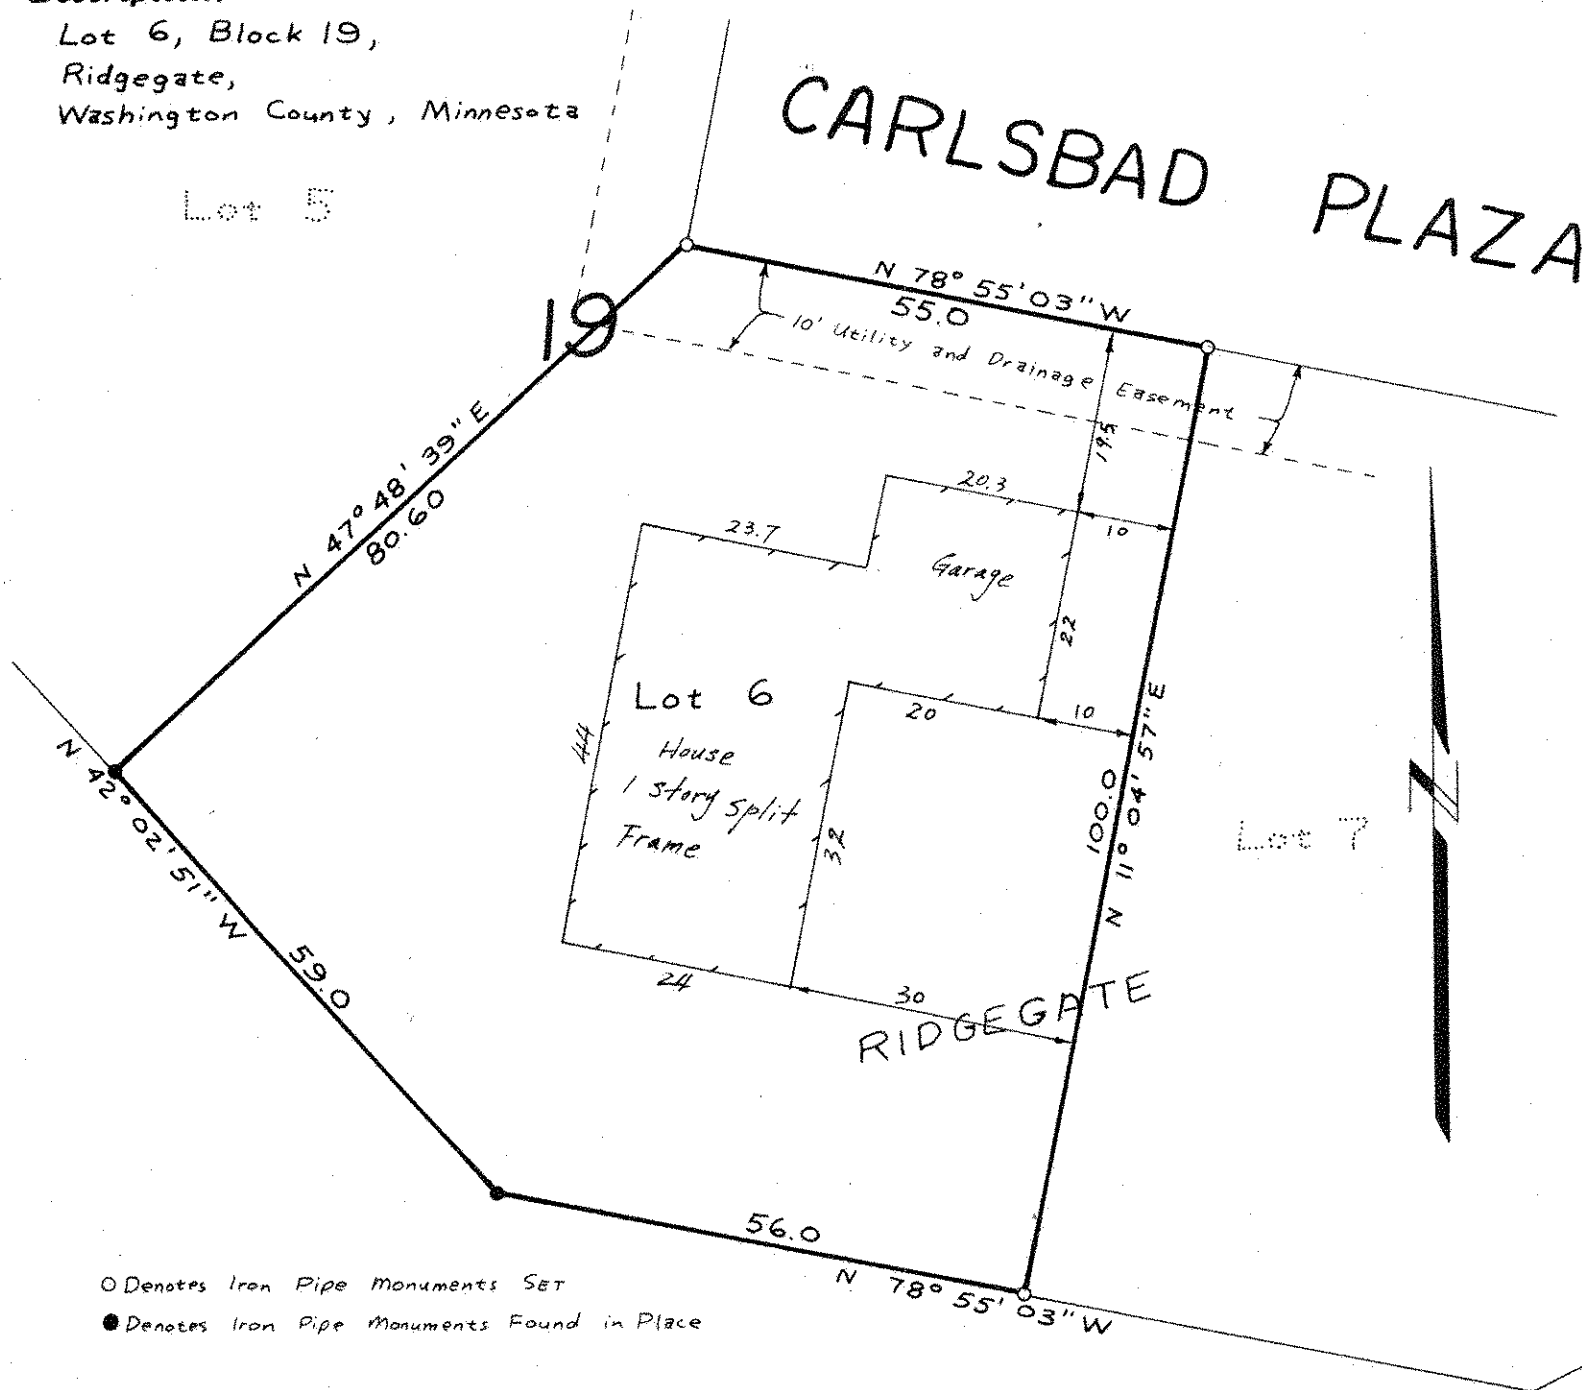 Lot 6, Block 19,
Ridgegate,
Washington County, Minnesota
Lot 5
CARLSBAD PLAZA
19
N 78° 55' 03" W
55.0
10' Utility and Drainage Easement
N 47° 48' 39" E
80.60
19.5
20.3
10
23.7
Garage
22
Lot 6
20
10
44
House
1 Story Split
Frame
32
N 11° 04' 57" E
100.0
Lot 7
N
N 42° 02' 51" W
59.0
24
30
RIDGEGATE
56.0
N 78° 55' 03" W
O Denotes Iron Pipe Monuments SET
● Denotes Iron Pipe Monuments Found in Place